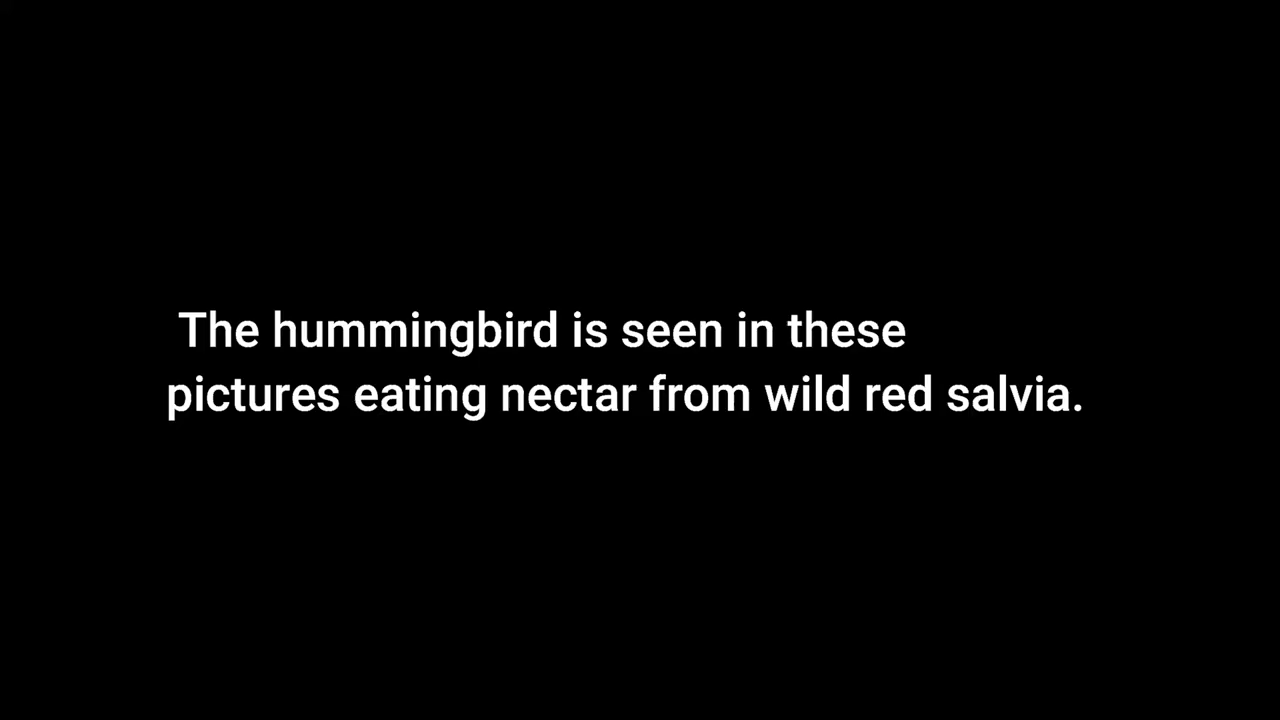 The hummingbird is seen in these
pictures eating nectar from wild red salvia.